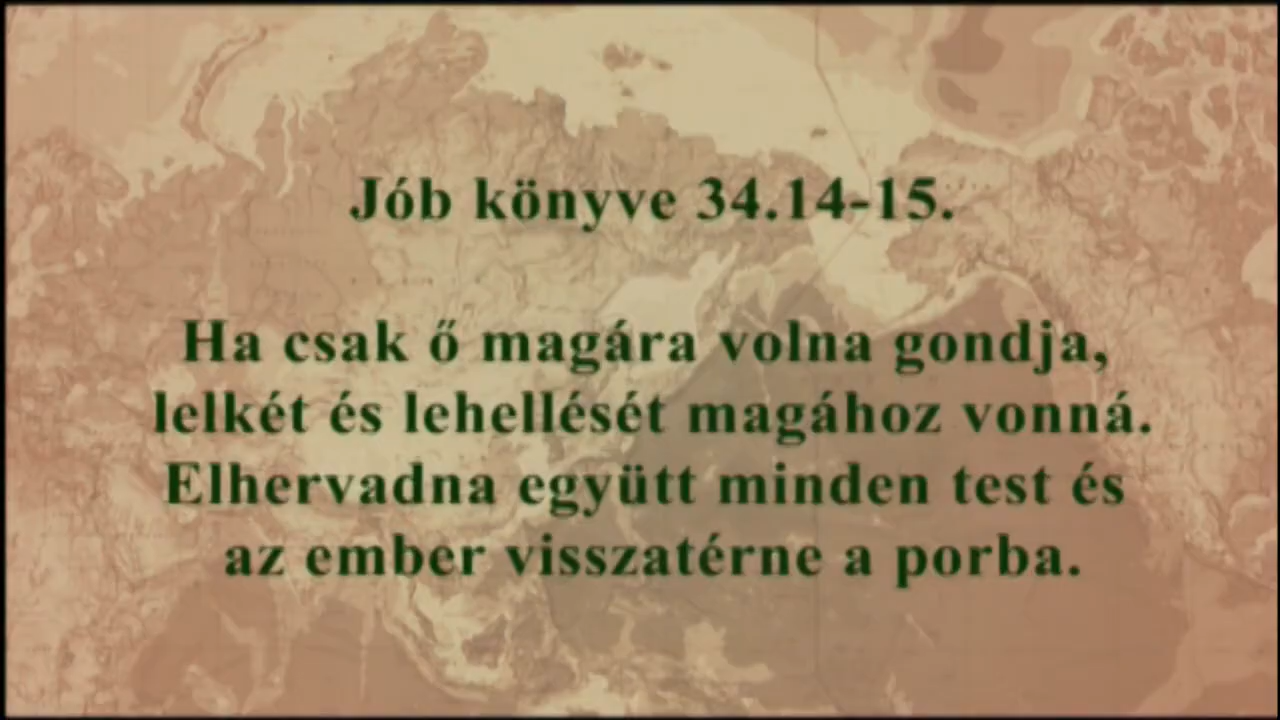 Jób könyve 34.14-15.
Ha csak ő magára volna gondja,
lelkét és lehellését magához vonná.
Elhervadna együtt minden test és
az ember visszatérne a porba.